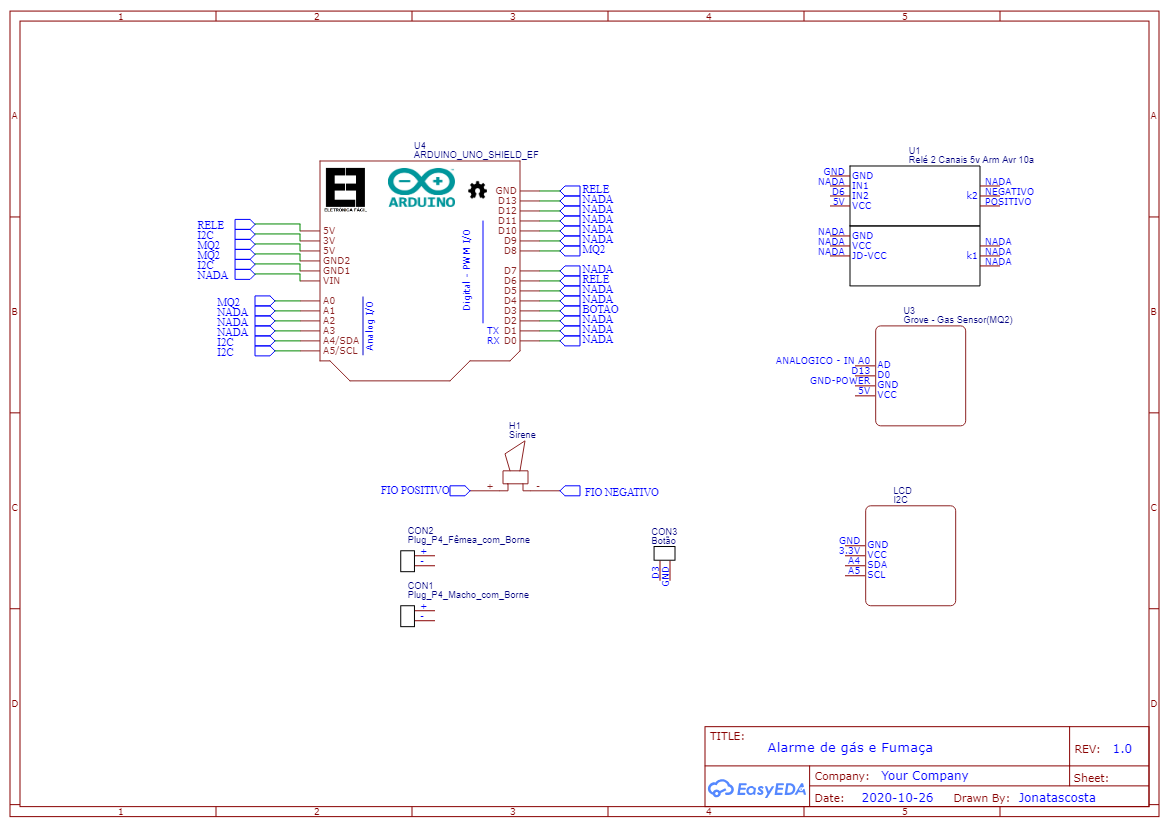 1 2 3 4 5
A
B
C
D
A
B
C
D
U4
ARDUINO_UNO_SHIELD_EF
ELETRONICA FÁCIL
ARDUINO
RELE 5V
I2C 3V
MQ2 5V
MQ2 GND2
I2C GND1
NADA VIN
MQ2 A0
NADA A1
NADA A2
NADA A3
I2C A4/SDA
I2C A5/SCL
Analog I/O
Digital - PWM I/O
GND RELE
D13 NADA
D12 NADA
D11 NADA
D10 NADA
D9 NADA
D8 MQ2
D7 NADA
D6 RELE
D5 NADA
D4 NADA
D3 BOTAO
D2 NADA
TX D1 NADA
RX D0 NADA
U1
Relé 2 Canais 5v Arm Avr 10a
GND GND
NADA IN1
D6 IN2
5V VCC
k2
NADA
NEGATIVO
POSITIVO
NADA GND
NADA VCC
NADA JD-VCC
k1
NADA
NADA
NADA
U3
Grove - Gas Sensor(MQ2)
ANALOGICO - IN A0 AD
D13 D0
GND-POWER GND
5V VCC
H1
Sirene
FIO POSITIVO + - FIO NEGATIVO
LCD
I2C
GND GND
3.3V VCC
A4 SDA
A5 SCL
CON2
Plug_P4_Fêmea_com_Borne
+
-
CON1
Plug_P4_Macho_com_Borne
+
-
CON3
Botão
D3
GND
TITLE:
Alarme de gás e Fumaça
REV: 1.0
EasyEDA
Company: Your Company
Sheet:
Date: 2020-10-26 Drawn By: Jonatascosta
1 2 3 4 5